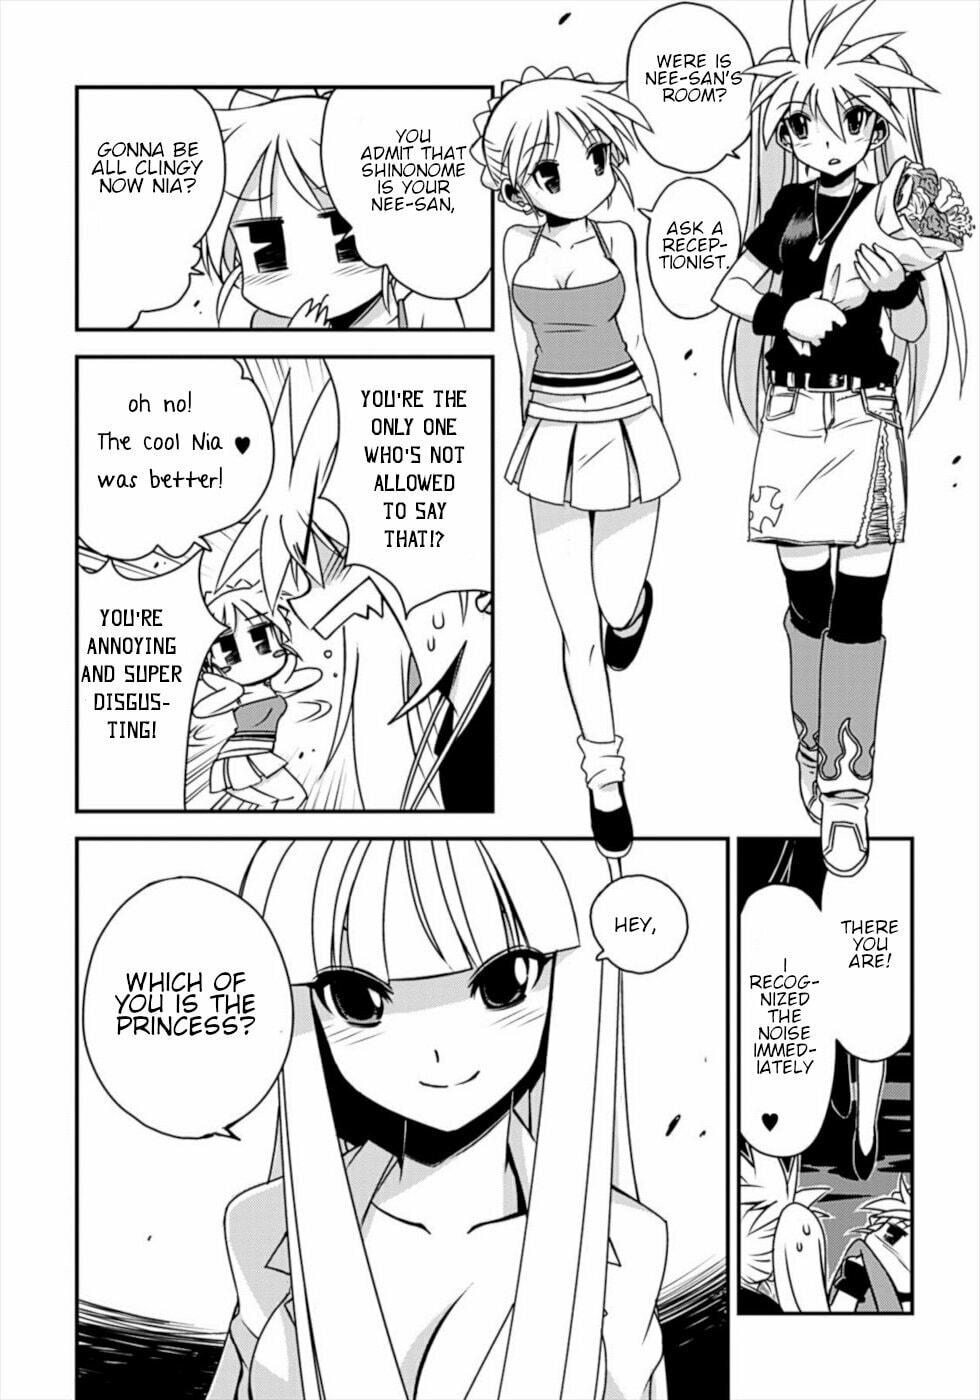 WERE IS
NEE-SAN'S
ROOM?
ASK A
RECEP-
TIONIST.
YOU
ADMIT THAT
SHINONOME
IS YOUR
NEE-SAN,
GONNA BE
ALL CLINGY
NOW NIA?
YOU'RE THE
ONLY ONE
WHO'S NOT
ALLOWED
TO SAY
THAT!?
oh no!
The cool Nia ♥
was better!
YOU'RE
ANNOYING
AND SUPER
DISGUS-
TING!
THERE
YOU
ARE!
I
RECOG-
NIZED
THE
NOISE
IMMED-
IATELY
♥
HEY,
WHICH OF
YOU IS THE
PRINCESS?